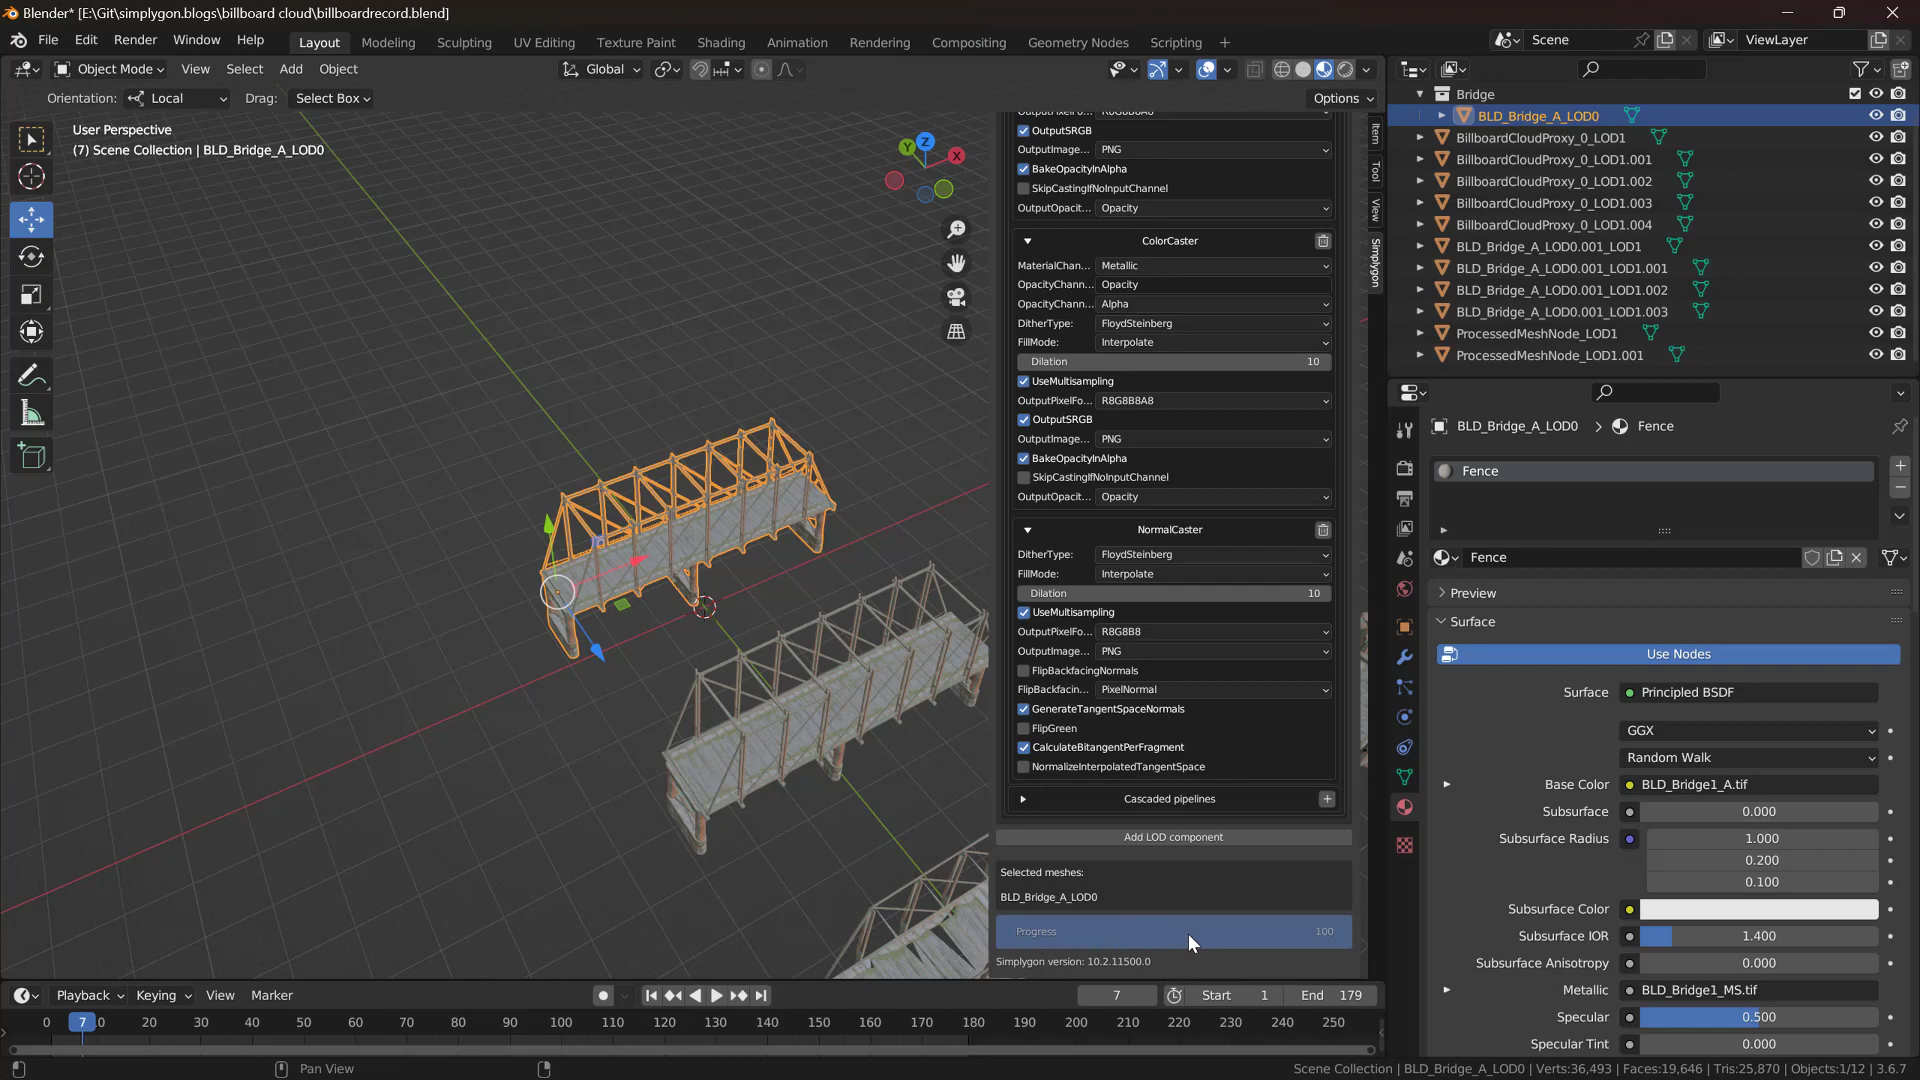 Blender* [E:\Git\simplygon.blogs\billboard cloud\billboardrecord.blend]
File Edit Render Window Help
Layout Modeling Sculpting UV Editing Texture Paint Shading Animation Rendering Compositing Geometry Nodes Scripting +
Scene
ViewLayer
Object Mode View Select Add Object
Global
Orientation: Local Drag: Select Box
Options
User Perspective
(7) Scene Collection | BLD_Bridge_A_LOD0
Z
Y
X
Item
Tool
View
Simplygon
OutputSRGB
OutputImage... PNG
BakeOpacityInAlpha
SkipCastingIfNoInputChannel
OutputOpacit... Opacity
ColorCaster
MaterialChan... Metallic
OpacityChann... Opacity
OpacityChann... Alpha
DitherType: FloydSteinberg
FillMode: Interpolate
Dilation 10
UseMultisampling
OutputPixelFo... R8G8B8A8
OutputSRGB
OutputImage... PNG
BakeOpacityInAlpha
SkipCastingIfNoInputChannel
OutputOpacit... Opacity
NormalCaster
DitherType: FloydSteinberg
FillMode: Interpolate
Dilation 10
UseMultisampling
OutputPixelFo... R8G8B8
OutputImage... PNG
FlipBackfacingNormals
FlipBackfacin... PixelNormal
GenerateTangentSpaceNormals
FlipGreen
CalculateBitangentPerFragment
NormalizeInterpolatedTangentSpace
Cascaded pipelines +
Add LOD component
Selected meshes:
BLD_Bridge_A_LOD0
Progress 100
Simplygon version: 10.2.11500.0
Bridge
BLD_Bridge_A_LOD0
BillboardCloudProxy_0_LOD1
BillboardCloudProxy_0_LOD1.001
BillboardCloudProxy_0_LOD1.002
BillboardCloudProxy_0_LOD1.003
BillboardCloudProxy_0_LOD1.004
BLD_Bridge_A_LOD0.001_LOD1
BLD_Bridge_A_LOD0.001_LOD1.001
BLD_Bridge_A_LOD0.001_LOD1.002
BLD_Bridge_A_LOD0.001_LOD1.003
ProcessedMeshNode_LOD1
ProcessedMeshNode_LOD1.001
BLD_Bridge_A_LOD0 > Fence
Fence
Fence
Preview
Surface
Use Nodes
Surface Principled BSDF
GGX
Random Walk
Base Color BLD_Bridge1_A.tif
Subsurface 0.000
Subsurface Radius 1.000
0.200
0.100
Subsurface Color
Subsurface IOR 1.400
Subsurface Anisotropy 0.000
Metallic BLD_Bridge1_MS.tif
Specular 0.500
Specular Tint 0.000
Playback Keying View Marker
7 Start 1 End 179
0 7 10 20 30 40 50 60 70 80 90 100 110 120 130 140 150 160 170 180 190 200 210 220 230 240 250
Pan View
Scene Collection | BLD_Bridge_A_LOD0 | Verts:36,493 | Faces:19,646 | Tris:25,870 | Objects:1/12 | 3.6.7